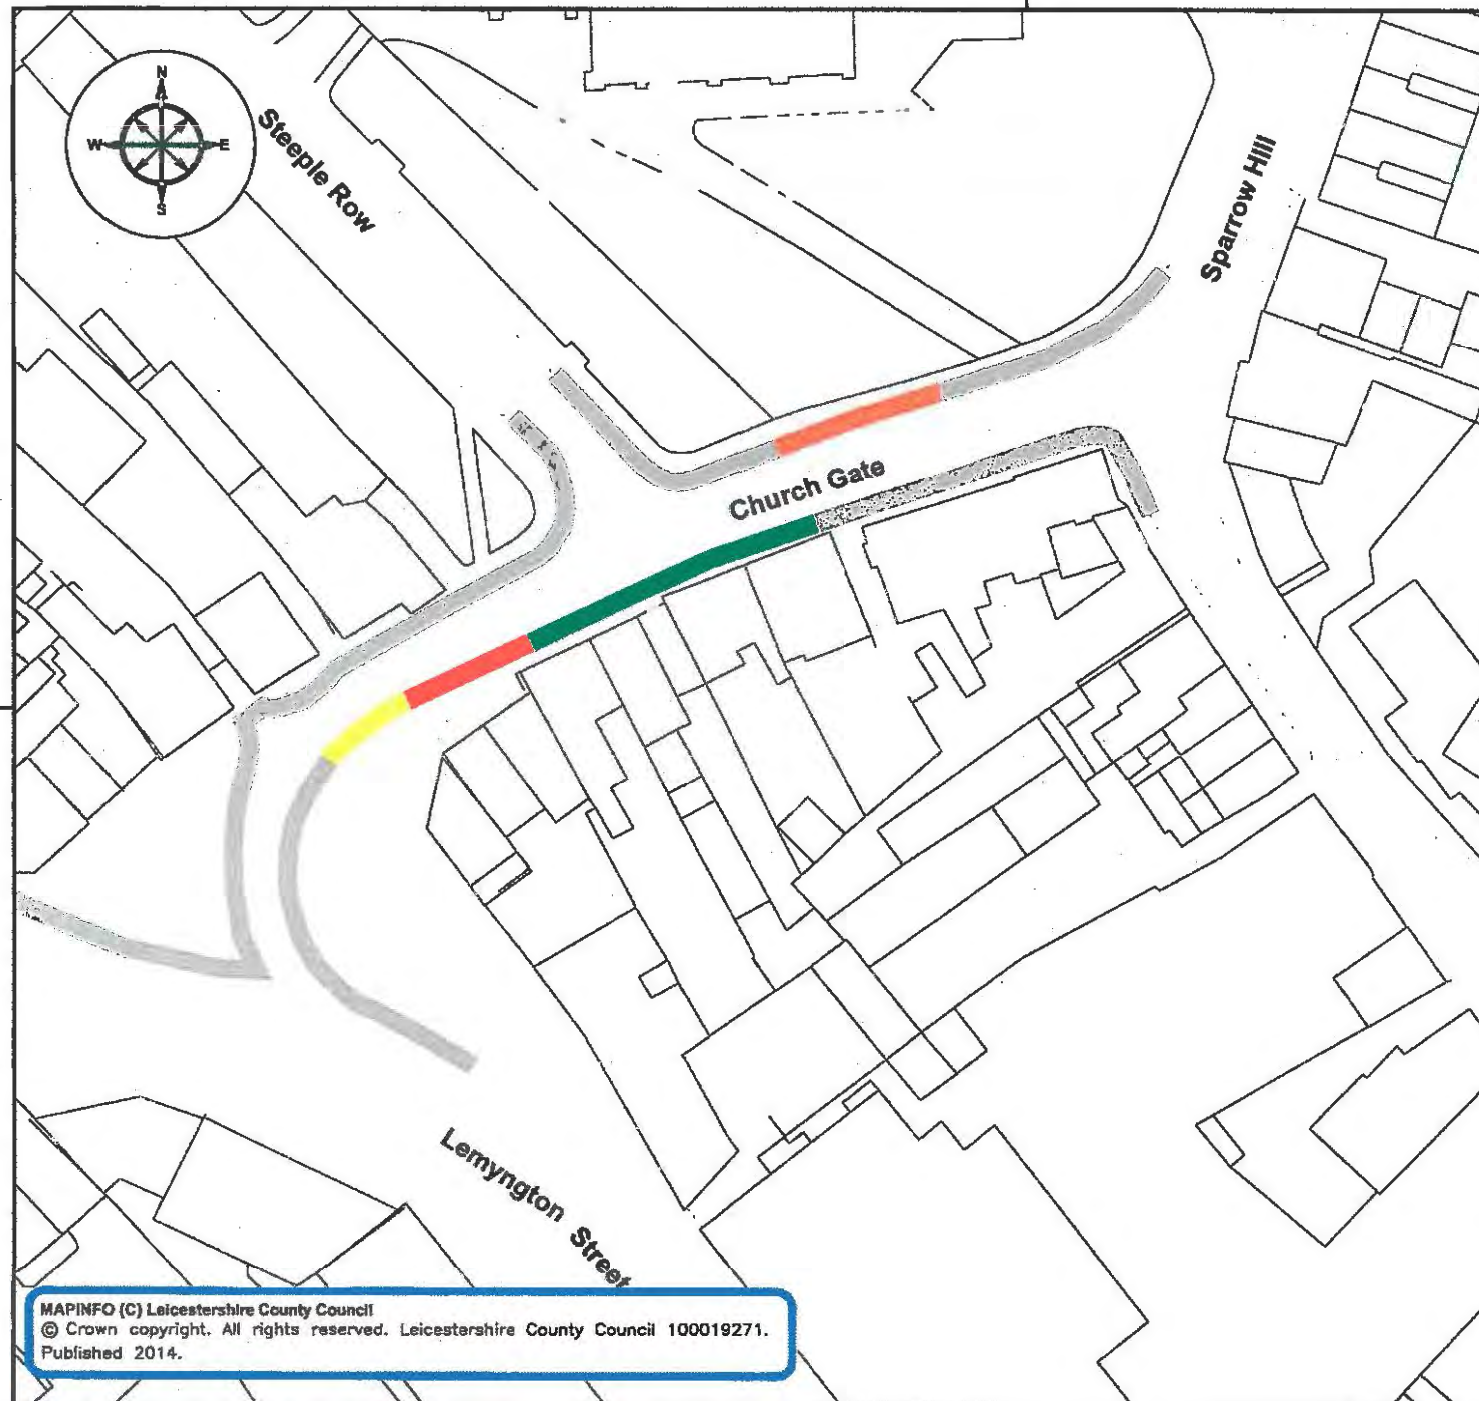 N
W E
S
Steeple Row
Sparrow Hill
Church Gate
Lemyngton Street
MAPINFO (C) Leicestershire County Council
© Crown copyright. All rights reserved. Leicestershire County Council 100019271.
Published 2014.